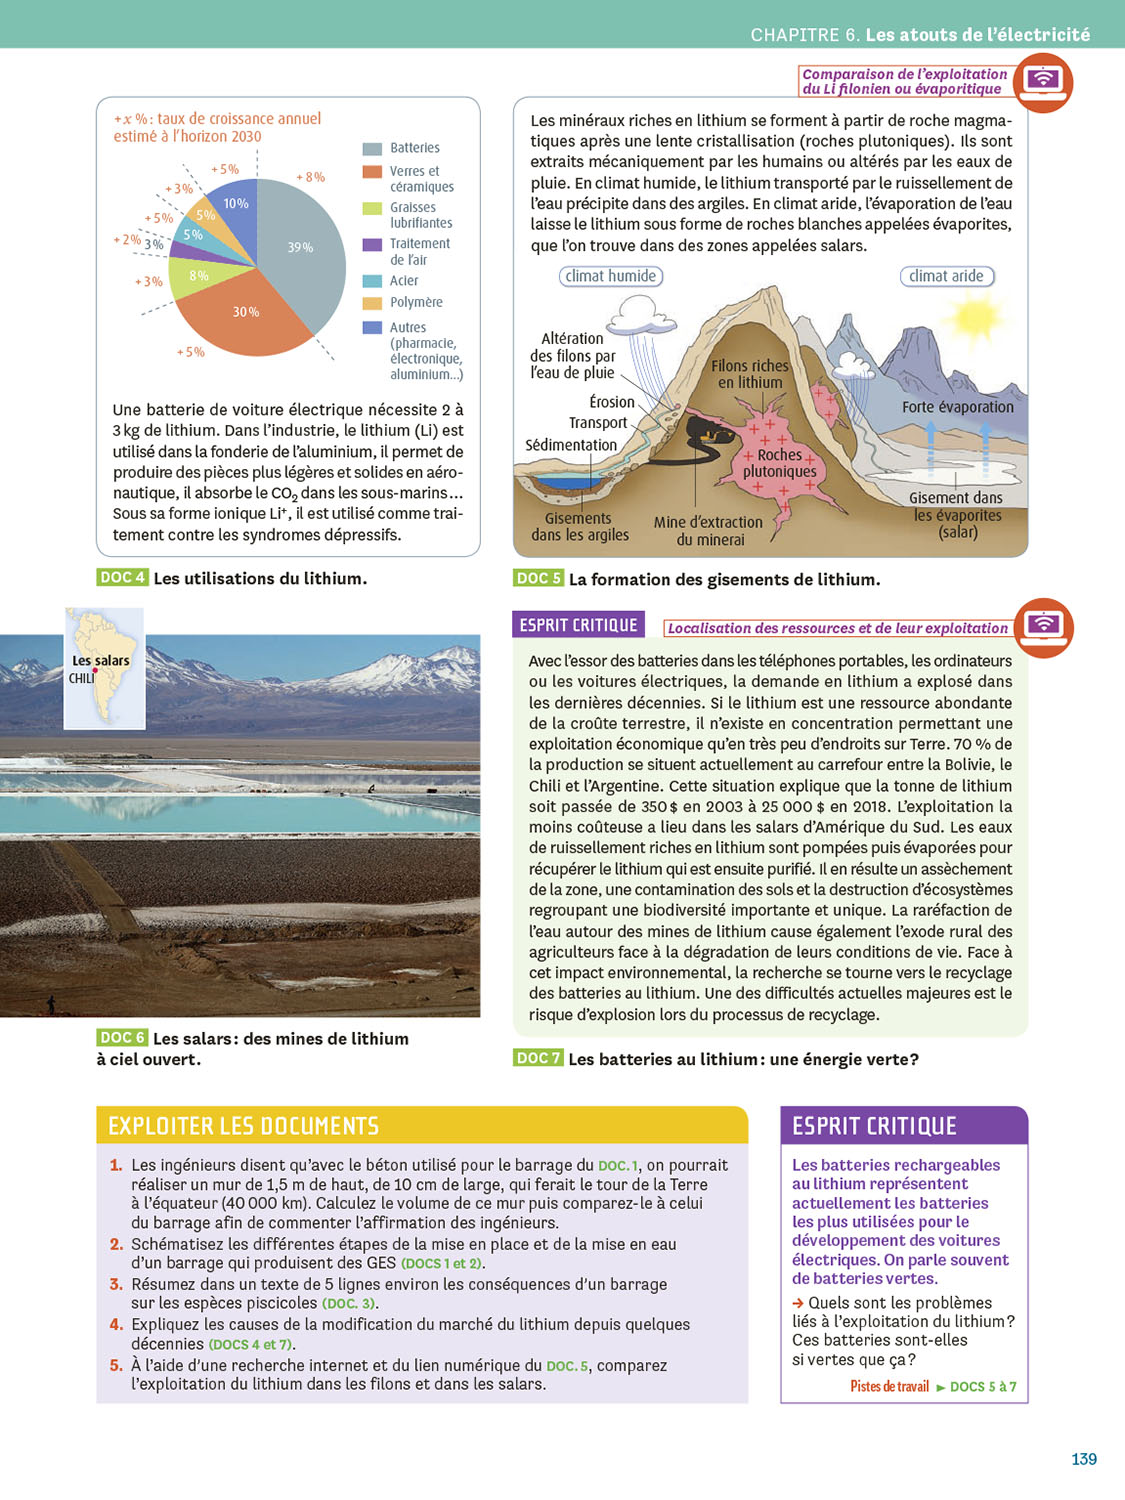 CHAPITRE 6. Les atouts de l'électricité
+x % : taux de croissance annuel
estimé à l'horizon 2030
+5%
+8%
+3%
10%
5%
+5%
5%
39%
+2%
3%
+3%
8%
30%
+5%
Batteries
Verres et
céramiques
Graisses
lubrifiantes
Traitement
de l'air
Acier
Polymère
Autres
(pharmacie,
électronique,
aluminium...)
Une batterie de voiture électrique nécessite 2 à
3 kg de lithium. Dans l'industrie, le lithium (Li) est
utilisé dans la fonderie de l'aluminium, il permet de
produire des pièces plus légères et solides en aéro-
nautique, il absorbe le CO₂ dans les sous-marins...
Sous sa forme ionique Li⁺, il est utilisé comme trai-
tement contre les syndromes dépressifs.
DOC 4 Les utilisations du lithium.
Comparaison de l'exploitation
du Li filonien ou évaporitique
Les minéraux riches en lithium se forment à partir de roche magma-
tiques après une lente cristallisation (roches plutoniques). Ils sont
extraits mécaniquement par les humains ou altérés par les eaux de
pluie. En climat humide, le lithium transporté par le ruissellement de
l'eau précipite dans des argiles. En climat aride, l'évaporation de l'eau
laisse le lithium sous forme de roches blanches appelées évaporites,
que l'on trouve dans des zones appelées salars.
climat humide
climat aride
Altération
des filons par
l'eau de pluie
Érosion
Transport
Sédimentation
Filons riches
en lithium
Roches
plutoniques
Forte évaporation
Gisements
dans les argiles
Mine d'extraction
du minerai
Gisement dans
les évaporites
(salar)
DOC 5 La formation des gisements de lithium.
Les salars
CHILI
DOC 6 Les salars : des mines de lithium
à ciel ouvert.
ESPRIT CRITIQUE
Localisation des ressources et de leur exploitation
Avec l'essor des batteries dans les téléphones portables, les ordinateurs
ou les voitures électriques, la demande en lithium a explosé dans
les dernières décennies. Si le lithium est une ressource abondante
de la croûte terrestre, il n'existe en concentration permettant une
exploitation économique qu'en très peu d'endroits sur Terre. 70 % de
la production se situent actuellement au carrefour entre la Bolivie, le
Chili et l'Argentine. Cette situation explique que la tonne de lithium
soit passée de 350 $ en 2003 à 25 000 $ en 2018. L'exploitation la
moins coûteuse a lieu dans les salars d'Amérique du Sud. Les eaux
de ruissellement riches en lithium sont pompées puis évaporées pour
récupérer le lithium qui est ensuite purifié. Il en résulte un assèchement
de la zone, une contamination des sols et la destruction d'écosystèmes
regroupant une biodiversité importante et unique. La raréfaction de
l'eau autour des mines de lithium cause également l'exode rural des
agriculteurs face à la dégradation de leurs conditions de vie. Face à
cet impact environnemental, la recherche se tourne vers le recyclage
des batteries au lithium. Une des difficultés actuelles majeures est le
risque d'explosion lors du processus de recyclage.
DOC 7 Les batteries au lithium : une énergie verte ?
EXPLOITER LES DOCUMENTS
1. Les ingénieurs disent qu'avec le béton utilisé pour le barrage du DOC. 1, on pourrait
réaliser un mur de 1,5 m de haut, de 10 cm de large, qui ferait le tour de la Terre
à l'équateur (40 000 km). Calculez le volume de ce mur puis comparez-le à celui
du barrage afin de commenter l'affirmation des ingénieurs.
2. Schématisez les différentes étapes de la mise en place et de la mise en eau
d'un barrage qui produisent des GES (DOCS 1 et 2).
3. Résumez dans un texte de 5 lignes environ les conséquences d'un barrage
sur les espèces piscicoles (DOC. 3).
4. Expliquez les causes de la modification du marché du lithium depuis quelques
décennies (DOCS 4 et 7).
5. À l'aide d'une recherche internet et du lien numérique du DOC. 5, comparez
l'exploitation du lithium dans les filons et dans les salars.
ESPRIT CRITIQUE
Les batteries rechargeables
au lithium représentent
actuellement les batteries
les plus utilisées pour le
développement des voitures
électriques. On parle souvent
de batteries vertes.
→ Quels sont les problèmes
liés à l'exploitation du lithium ?
Ces batteries sont-elles
si vertes que ça ?
Pistes de travail ► DOCS 5 à 7
139